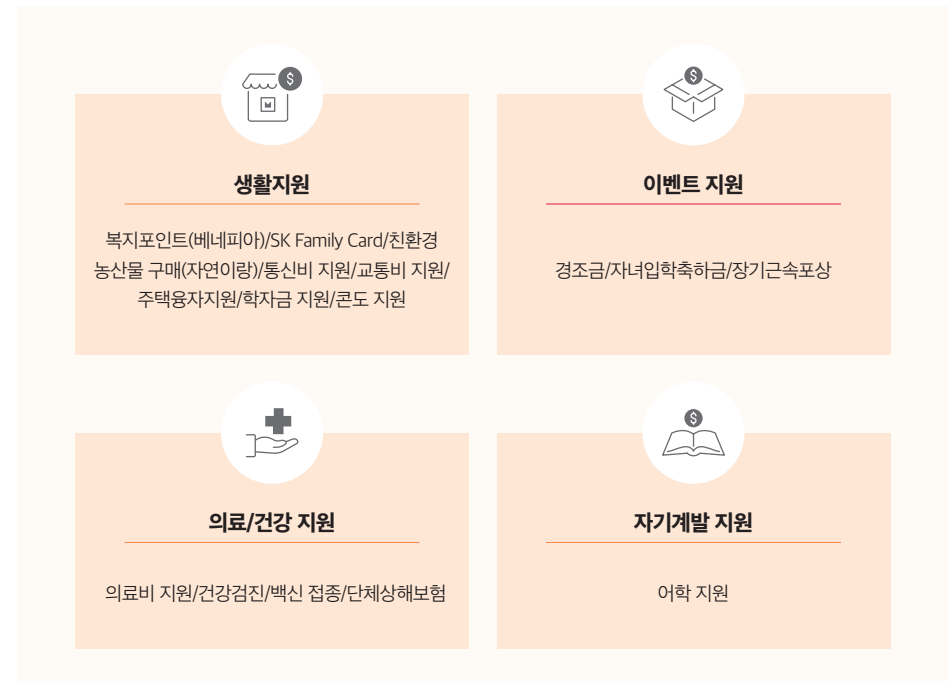 생활지원
복지포인트(베네피아)/SK Family Card/친환경
농산물 구매(자연이랑)/통신비 지원/교통비 지원/
주택융자지원/학자금 지원/콘도 지원
이벤트 지원
경조금/자녀입학축하금/장기근속포상
의료/건강 지원
의료비 지원/건강검진/백신 접종/단체상해보험
자기계발 지원
어학 지원